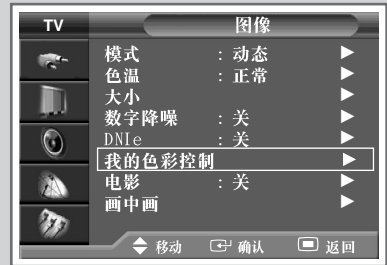 TV 图像
模式 : 动态
色温 : 正常
大小
数字降噪 : 关
DNIe : 关
我的色彩控制
电影 : 关
画中画
移动 确认 返回